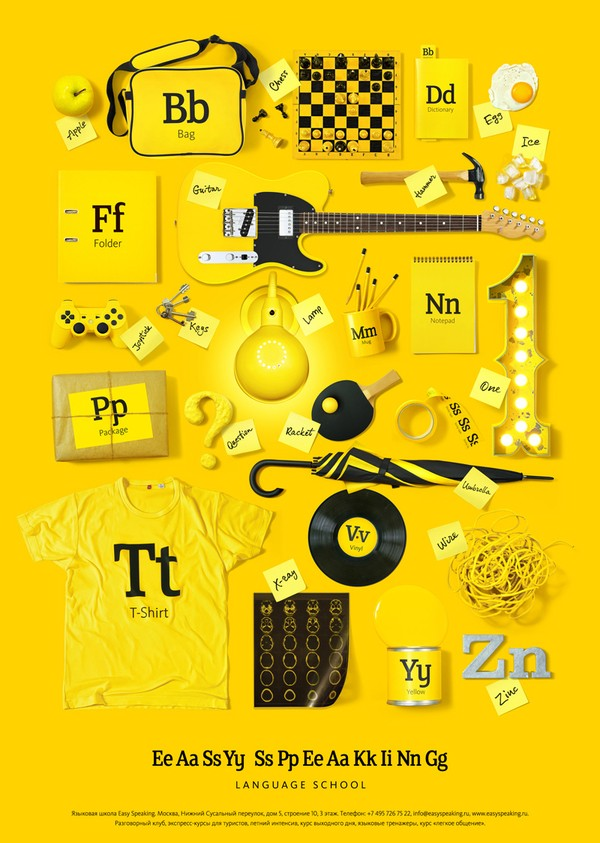 Bb
Bag
Apple
Chess
Bb
Dd
Dictionary
Egg
Ice
Ff
Folder
Guitar
Hammer
Joystick
Keys
Lamp
Mm
Mug
Nn
Notepad
One
Pp
Package
Question
Racket
Ss Ss Ss
Umbrella
Tt
T-Shirt
Vv
Vinyl
Wire
X-ray
Yy
Yellow
Zn
Zinc
Ee Aa Ss Yy Ss Pp Ee Aa Kk Ii Nn Gg
LANGUAGE SCHOOL
Языковая школа Easy Speaking. Москва, Нижний Сусальный переулок, дом 5, строение 10, 3 этаж. Телефон: +7 495 726 75 22, info@easyspeaking.ru, www.easyspeaking.ru.
Разговорный клуб, экспресс-курсы для туристов, летний интенсив, курс выходного дня, языковые тренажеры, курс «легкое общение».